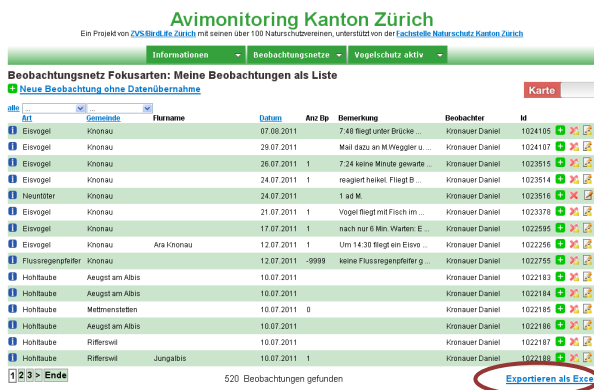 Avimonitoring Kanton Zürich
Ein Projekt von ZVS/BirdLife Zürich mit seinen über 100 Naturschutzvereinen, unterstützt von der Fachstelle Naturschutz Kanton Zürich
Informationen Beobachtungsnetze Vogelschutz aktiv
Beobachtungsnetz Fokusarten: Meine Beobachtungen als Liste
Neue Beobachtung ohne Datenübernahme
Karte
alle ... ...
Art Gemeinde Flurname Datum Anz Bp Bemerkung Beobachter Id
Eisvogel Knonau 07.08.2011 7:48 fliegt unter Brücke ... Kronauer Daniel 1024105
Eisvogel Knonau 29.07.2011 Mail dazu an M.Weggler u. ... Kronauer Daniel 1024107
Eisvogel Knonau 26.07.2011 1 7:24 keine Minute gewarte ... Kronauer Daniel 1023515
Eisvogel Knonau 24.07.2011 1 reagiert heikel. Fliegt B ... Kronauer Daniel 1023514
Neuntöter Knonau 24.07.2011 1 ad M. Kronauer Daniel 1023516
Eisvogel Knonau 21.07.2011 1 Vogel fliegt mit Fisch im ... Kronauer Daniel 1023378
Eisvogel Knonau 17.07.2011 1 nach nur 6 Min. Warten: E ... Kronauer Daniel 1022595
Eisvogel Knonau Ara Knonau 12.07.2011 1 Um 14:30 fliegt ein Eisvo ... Kronauer Daniel 1022256
Flussregenpfeifer Knonau 12.07.2011 -9999 keine Flussregenpfeifer g ... Kronauer Daniel 1022755
Hohltaube Aeugst am Albis 10.07.2011 Kronauer Daniel 1022183
Hohltaube Aeugst am Albis 10.07.2011 Kronauer Daniel 1022184
Hohltaube Mettmenstetten 10.07.2011 0 Kronauer Daniel 1022185
Hohltaube Aeugst am Albis 10.07.2011 Kronauer Daniel 1022186
Hohltaube Rifferswil 10.07.2011 Kronauer Daniel 1022187
Hohltaube Rifferswil Jungalbis 10.07.2011 1 Kronauer Daniel 1022188
1 2 3 > Ende 520 Beobachtungen gefunden Exportieren als Exce